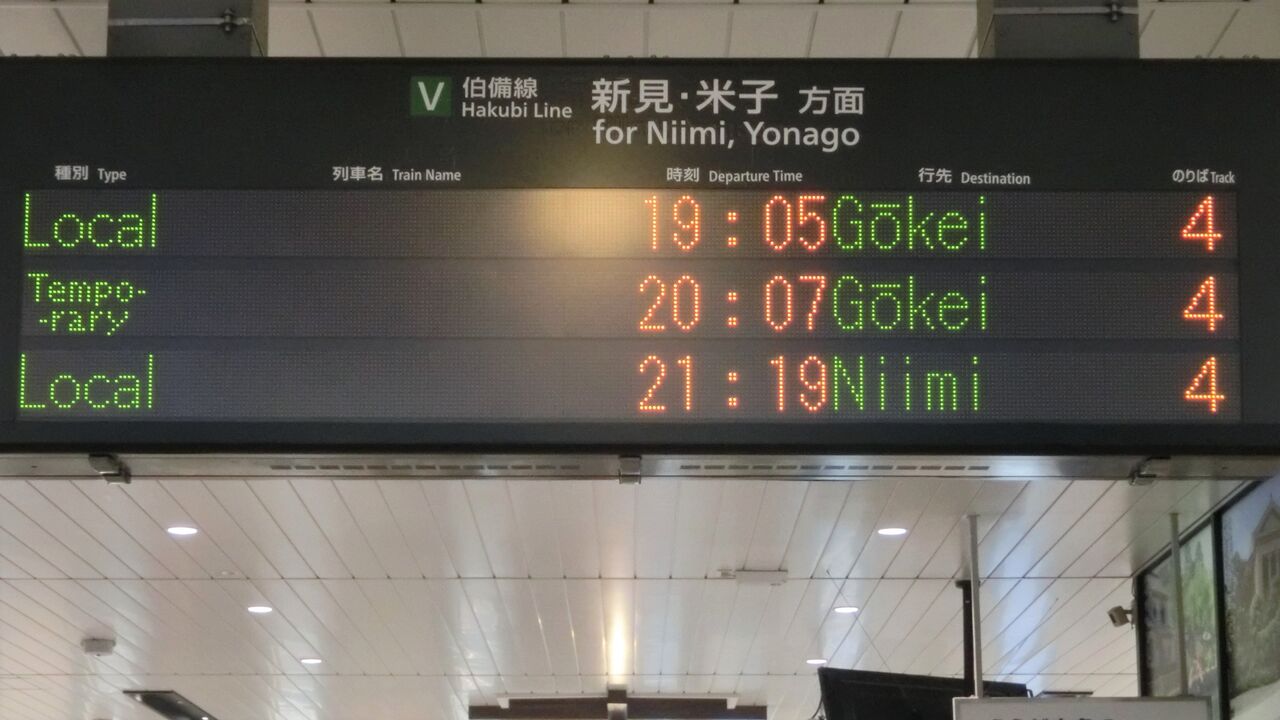 V 伯備線 新見・米子 方面
Hakubi Line for Niimi, Yonago
種別 Type 列車名 Train Name 時刻 Departure Time 行先 Destination のりば Track
Local 19:05 Gōkei 4
Tempo-
-rary 20:07 Gōkei 4
Local 21:19 Niimi 4